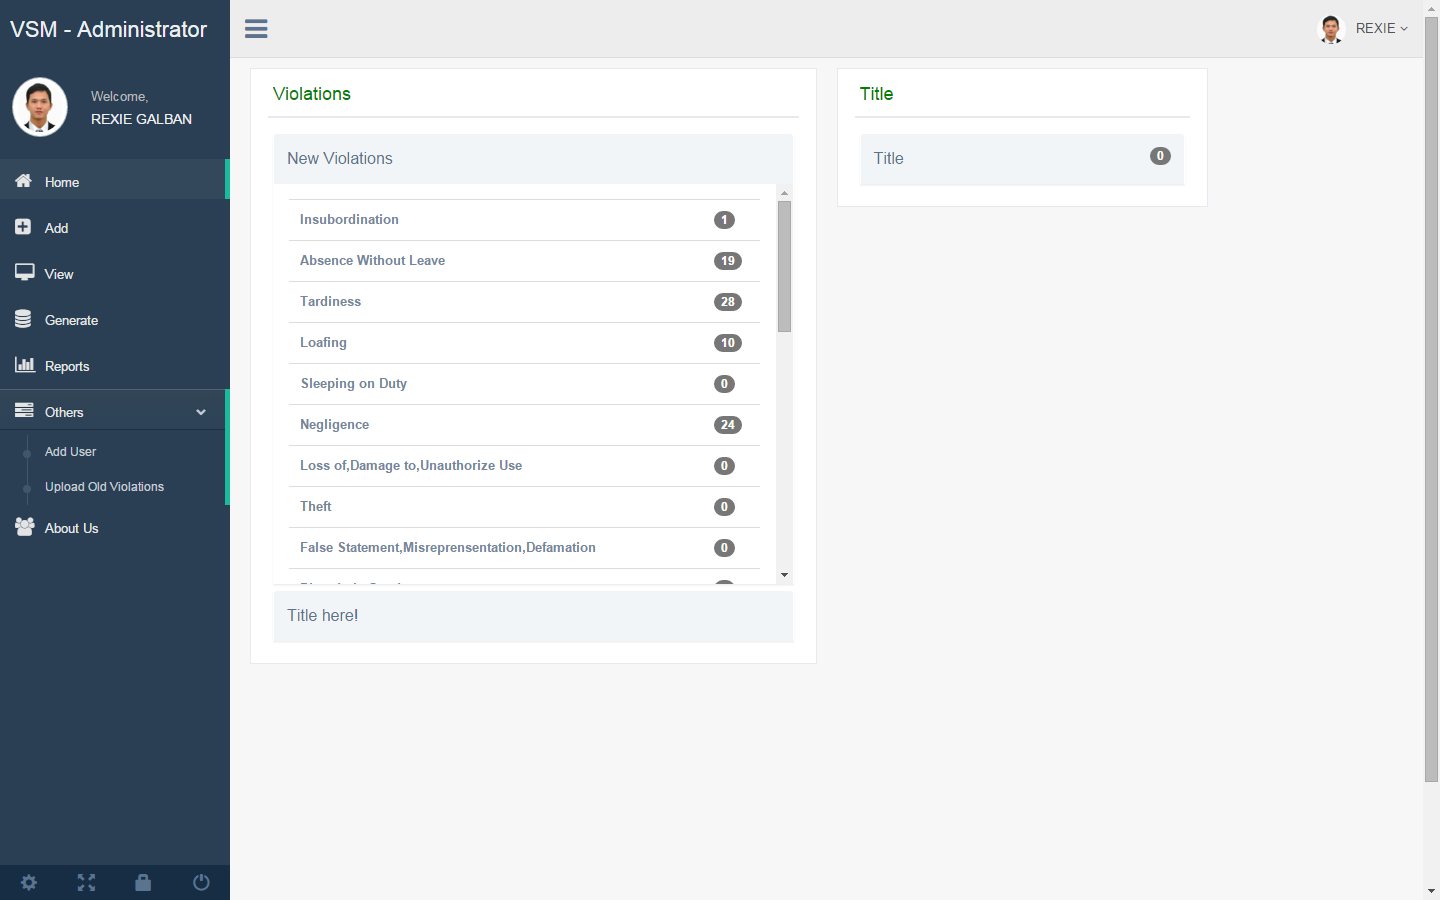 VSM - Administrator
Welcome,
REXIE GALBAN
Home
Add
View
Generate
Reports
Others
Add User
Upload Old Violations
About Us
REXIE
Violations
New Violations
Insubordination 1
Absence Without Leave 19
Tardiness 28
Loafing 10
Sleeping on Duty 0
Negligence 24
Loss of,Damage to,Unauthorize Use 0
Theft 0
False Statement,Misreprensentation,Defamation 0
Title here!
Title
Title 0